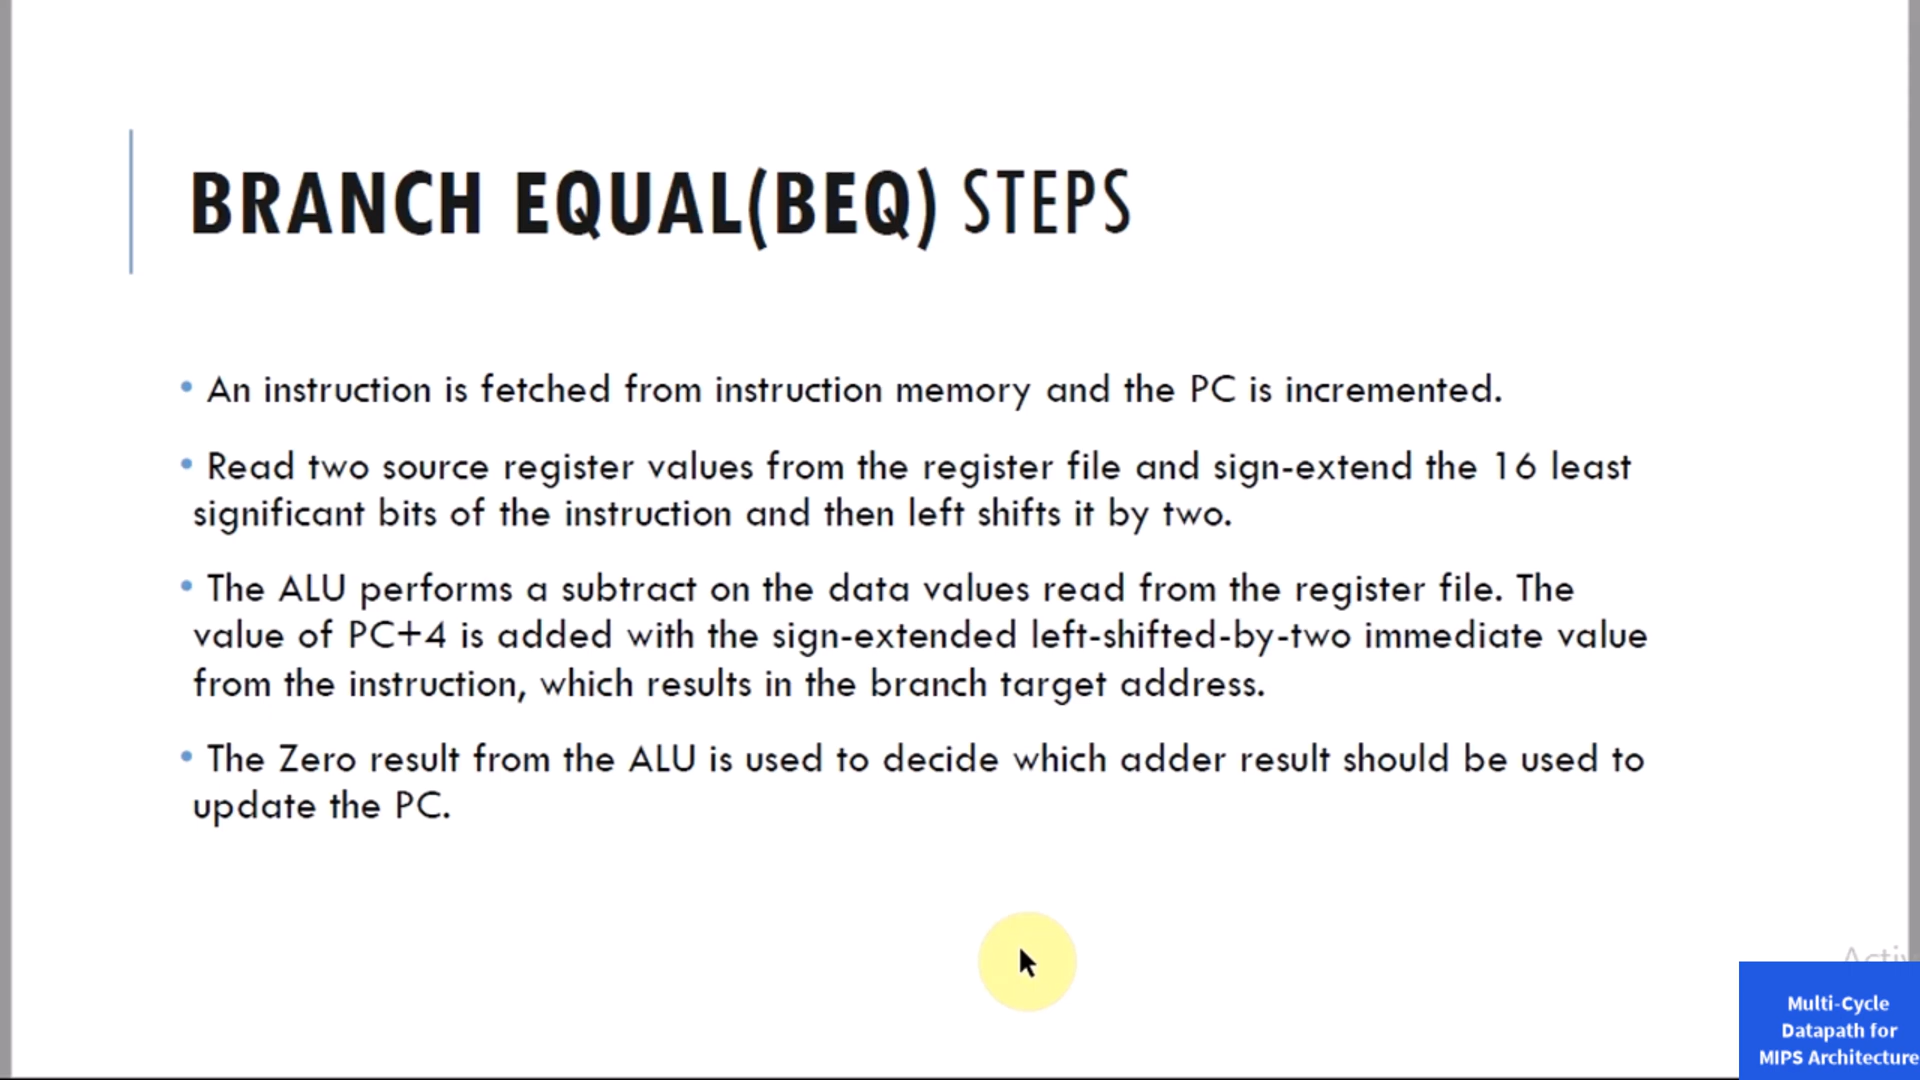 BRANCH EQUAL(BEQ) STEPS
• An instruction is fetched from instruction memory and the PC is incremented.
• Read two source register values from the register file and sign-extend the 16 least
significant bits of the instruction and then left shifts it by two.
• The ALU performs a subtract on the data values read from the register file. The
value of PC+4 is added with the sign-extended left-shifted-by-two immediate value
from the instruction, which results in the branch target address.
• The Zero result from the ALU is used to decide which adder result should be used to
update the PC.
Multi-Cycle
Datapath for
MIPS Architecture